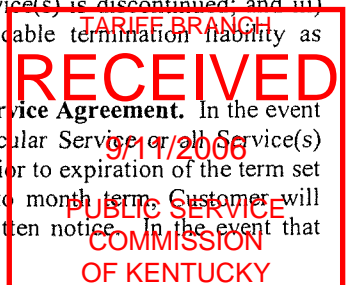 vice(s) is discontinued; and iii)
TARIFF BRANCH
cable termination liability as
RECEIVED
rvice Agreement. In the event
cular Service or all Service(s)
9/11/2006
ior to expiration of the term set
to month term, Customer will
PUBLIC SERVICE
tten notice. In the event that
COMMISSION
OF KENTUCKY